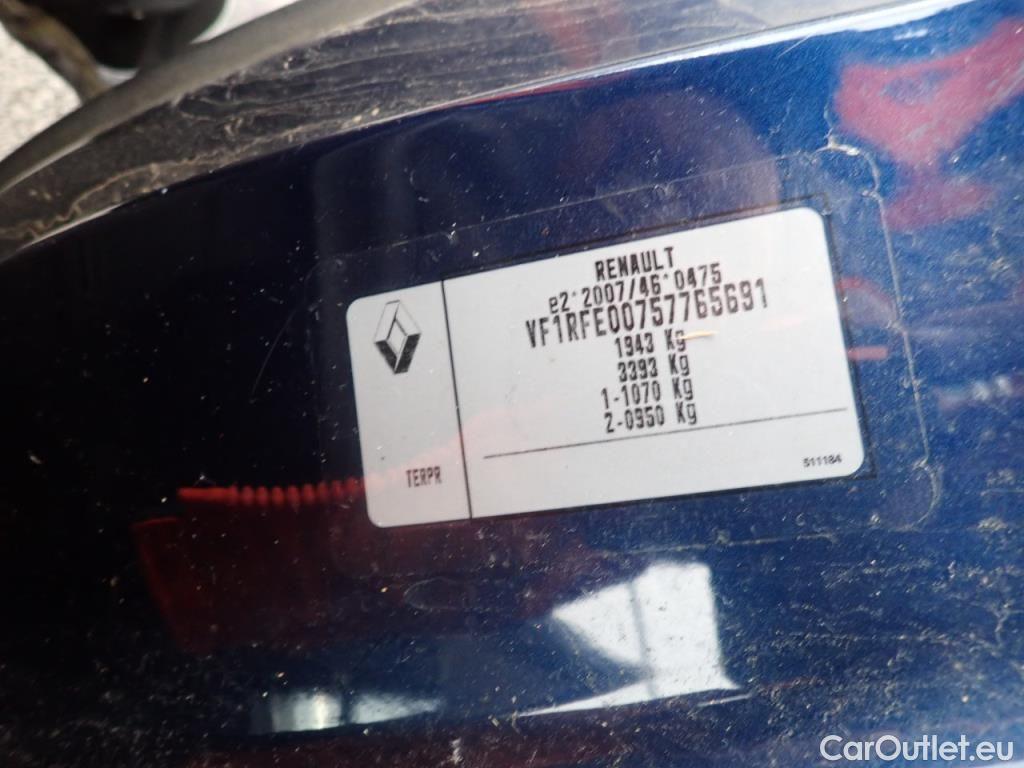 RENAULT
e2*2007/46*0475
VF1RFE00757765691
1943 Kg
3393 Kg
1-1070 Kg
2-0950 Kg
TERPR
511184
CarOutlet.eu